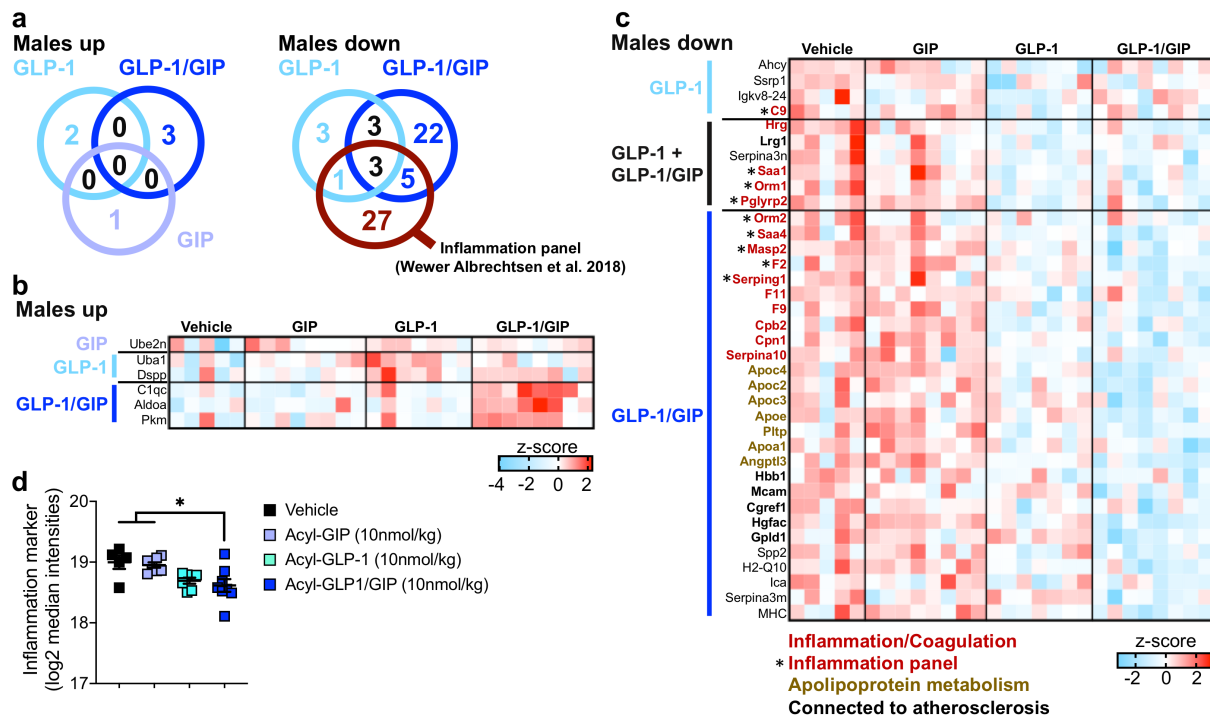 a
Males up
GLP-1
GLP-1/GIP
2
0
3
0
0
0
1
GIP
Males down
GLP-1
GLP-1/GIP
3
3
22
1
3
5
27
Inflammation panel
(Wewer Albrechtsen et al. 2018)
b
Males up
Vehicle GIP GLP-1 GLP-1/GIP
GIP
Ube2n
GLP-1
Uba1
Dspp
GLP-1/GIP
C1qc
Aldoa
Pkm
z-score
-4 -2 0 2
c
Males down
Vehicle GIP GLP-1 GLP-1/GIP
GLP-1
Ahcy
Ssrp1
Igkv8-24
*C9
GLP-1 +
GLP-1/GIP
Hrg
Lrg1
Serpina3n
*Saa1
*Orm1
*Pglyrp2
GLP-1/GIP
*Orm2
*Saa4
*Masp2
*F2
*Serping1
F11
F9
Cpb2
Cpn1
Serpina10
Apoc4
Apoc2
Apoc3
Apoe
Pltp
Apoa1
Angptl3
Hbb1
Mcam
Cgref1
Hgfac
Gpld1
Spp2
H2-Q10
Ica
Serpina3m
MHC
Inflammation/Coagulation
*Inflammation panel
Apolipoprotein metabolism
Connected to atherosclerosis
z-score
-2 0 2
d
Inflammation marker
(log2 median intensities)
20
19
18
17
*
Vehicle
Acyl-GIP (10nmol/kg)
Acyl-GLP-1 (10nmol/kg)
Acyl-GLP1/GIP (10nmol/kg)